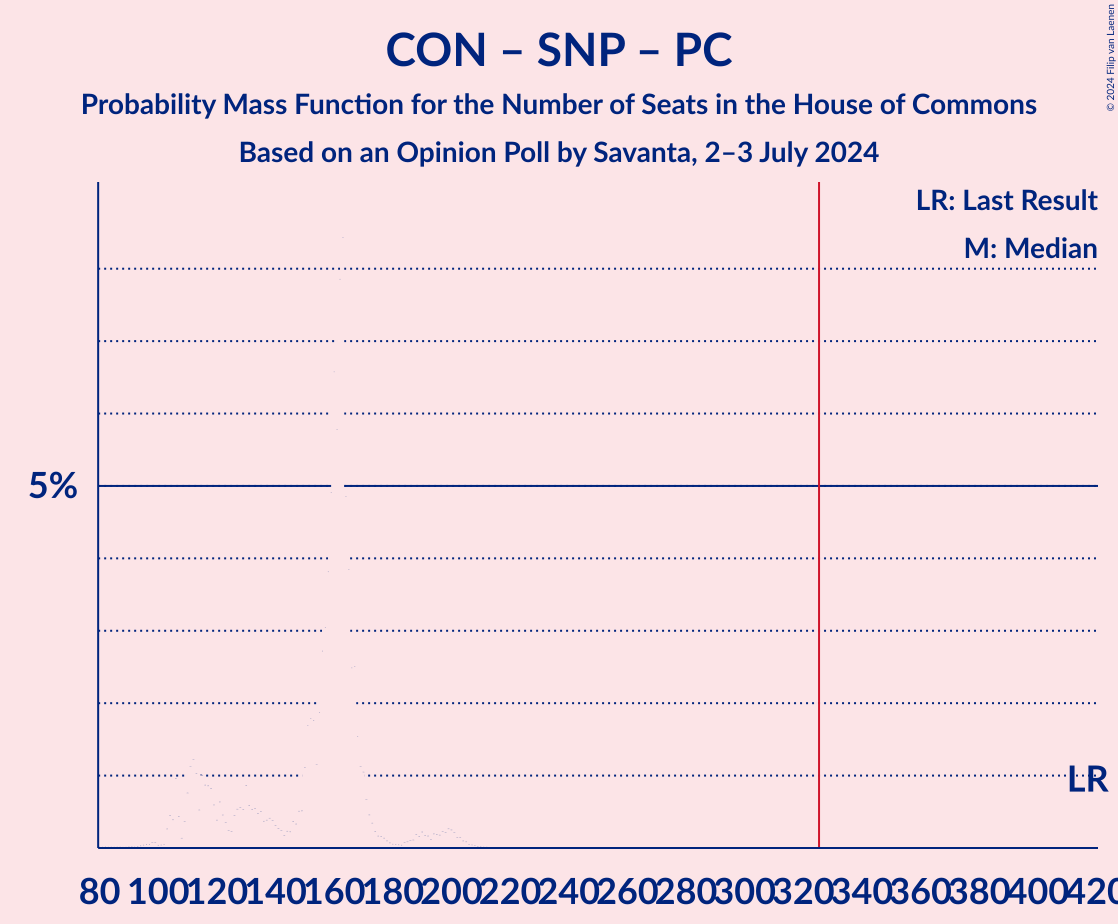 CON – SNP – PC
Probability Mass Function for the Number of Seats in the House of Commons
Based on an Opinion Poll by Savanta, 2–3 July 2024
© 2024 Filip van Laenen
LR: Last Result
M: Median
5%
LR
80 100 120 140 160 180 200 220 240 260 280 300 320 340 360 380 400 420